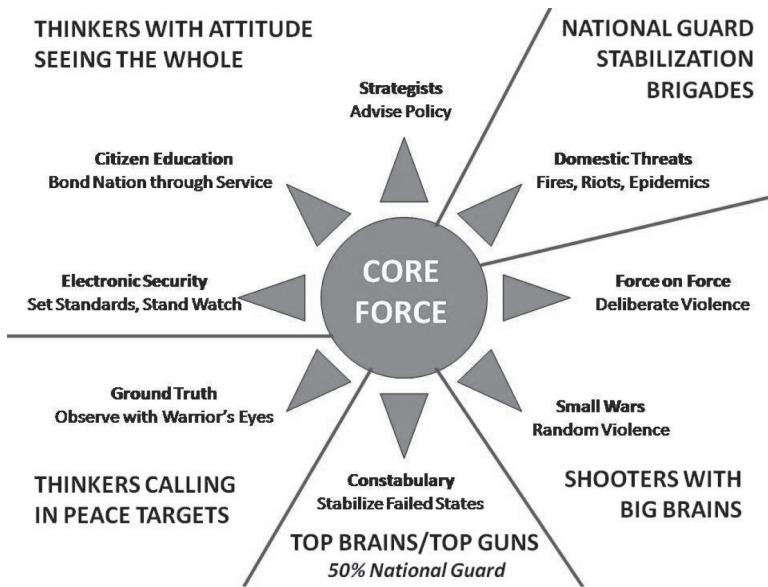 THINKERS WITH ATTITUDE
SEEING THE WHOLE
NATIONAL GUARD
STABILIZATION
BRIGADES
Strategists
Advise Policy
Citizen Education
Bond Nation through Service
Domestic Threats
Fires, Riots, Epidemics
Electronic Security
Set Standards, Stand Watch
CORE
FORCE
Force on Force
Deliberate Violence
Ground Truth
Observe with Warrior's Eyes
Small Wars
Random Violence
THINKERS CALLING
IN PEACE TARGETS
Constabulary
Stabilize Failed States
SHOOTERS WITH
BIG BRAINS
TOP BRAINS/TOP GUNS
50% National Guard